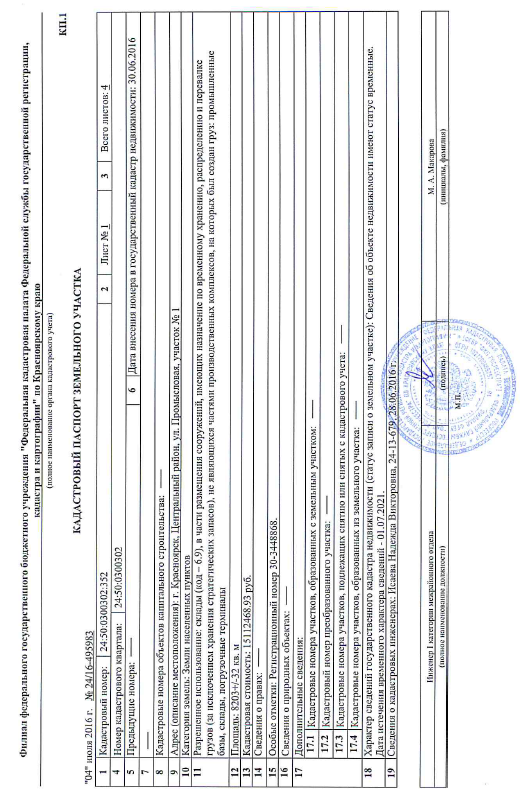 Филиал федерального государственного бюджетного учреждения "Федеральная кадастровая палата Федеральной службы государственной регистрации,
кадастра и картографии" по Красноярскому краю
(полное наименование органа кадастрового учета)
КП.1
КАДАСТРОВЫЙ ПАСПОРТ ЗЕМЕЛЬНОГО УЧАСТКА
"04" июля 2016 г. № 24/16-495983
1 Кадастровый номер: 24:50:0300302:352 2 Лист № 1 3 Всего листов: 4
4 Номер кадастрового квартала: 24:50:0300302
5 Предыдущие номера: —— 6 Дата внесения номера в государственный кадастр недвижимости: 30.06.2016
7 ——
8 Кадастровые номера объектов капитального строительства: ——
9 Адрес (описание местоположения): г. Красноярск, Центральный район, ул. Промысловая, участок № 1
10 Категория земель: Земли населенных пунктов
11 Разрешенное использование: склады (код – 6.9), в части размещения сооружений, имеющих назначение по временному хранению, распределению и перевалке
грузов (за исключением хранения стратегических запасов), не являющихся частями производственных комплексов, на которых был создан груз: промышленные
базы, склады, погрузочные терминалы
12 Площадь: 8203+/-32 кв. м
13 Кадастровая стоимость: 15112468.93 руб.
14 Сведения о правах: ——
15 Особые отметки: Регистрационный номер 30-3448868.
16 Сведения о природных объектах:
17 Дополнительные сведения:
17.1 Кадастровые номера участков, образованных с земельным участком: ——
17.2 Кадастровый номер преобразованного участка: ——
17.3 Кадастровые номера участков, подлежащих снятию или снятых с кадастрового учета: ——
17.4 Кадастровые номера участков, образованных из земельного участка: ——
18 Характер сведений государственного кадастра недвижимости (статус записи о земельном участке): Сведения об объекте недвижимости имеют статус временные.
Дата истечения временного характера сведений - 01.07.2021.
19 Сведения о кадастровых инженерах: Исаева Надежда Викторовна, 24-13-679, 28.06.2016 г.
Инженер I категории межрайонного отдела М. А. Макарова
(полное наименование должности) (подпись) (инициалы, фамилия)
М.П.